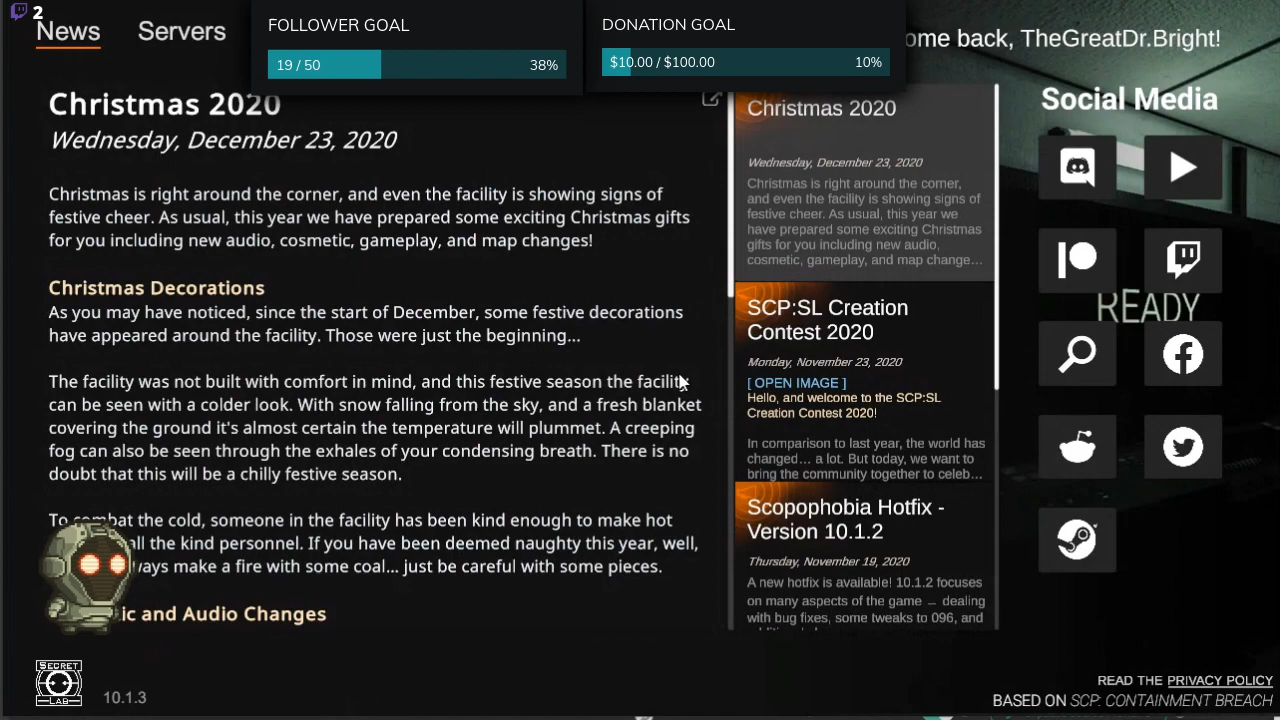 2
News
Servers
FOLLOWER GOAL
19 / 50
38%
DONATION GOAL
$10.00 / $100.00
10%
ome back, TheGreatDr.Bright!
Christmas 2020
Wednesday, December 23, 2020
Christmas is right around the corner, and even the facility is showing signs of
festive cheer. As usual, this year we have prepared some exciting Christmas gifts
for you including new audio, cosmetic, gameplay, and map changes!
Christmas Decorations
As you may have noticed, since the start of December, some festive decorations
have appeared around the facility. Those were just the beginning...
The facility was not built with comfort in mind, and this festive season the facility
can be seen with a colder look. With snow falling from the sky, and a fresh blanket
covering the ground it's almost certain the temperature will plummet. A creeping
fog can also be seen through the exhales of your condensing breath. There is no
doubt that this will be a chilly festive season.
To combat the cold, someone in the facility has been kind enough to make hot
all the kind personnel. If you have been deemed naughty this year, well,
ways make a fire with some coal... just be careful with some pieces.
ic and Audio Changes
Christmas 2020
Wednesday, December 23, 2020
Christmas is right around the corner,
and even the facility is showing signs of
festive cheer. As usual, this year we
have prepared some exciting Christmas
gifts for you including new audio,
cosmetic, gameplay, and map change...
SCP:SL Creation
Contest 2020
Monday, November 23, 2020
[ OPEN IMAGE ]
Hello, and welcome to the SCP:SL
Creation Contest 2020!
In comparison to last year, the world has
changed... a lot. But today, we want to
bring the community together to celeb...
Scopophobia Hotfix -
Version 10.1.2
Thursday, November 19, 2020
A new hotfix is available! 10.1.2 focuses
on many aspects of the game – dealing
with bug fixes, some tweaks to 096, and
Social Media
READY
SECRET
LAB
10.1.3
READ THE PRIVACY POLICY
BASED ON SCP: CONTAINMENT BREACH